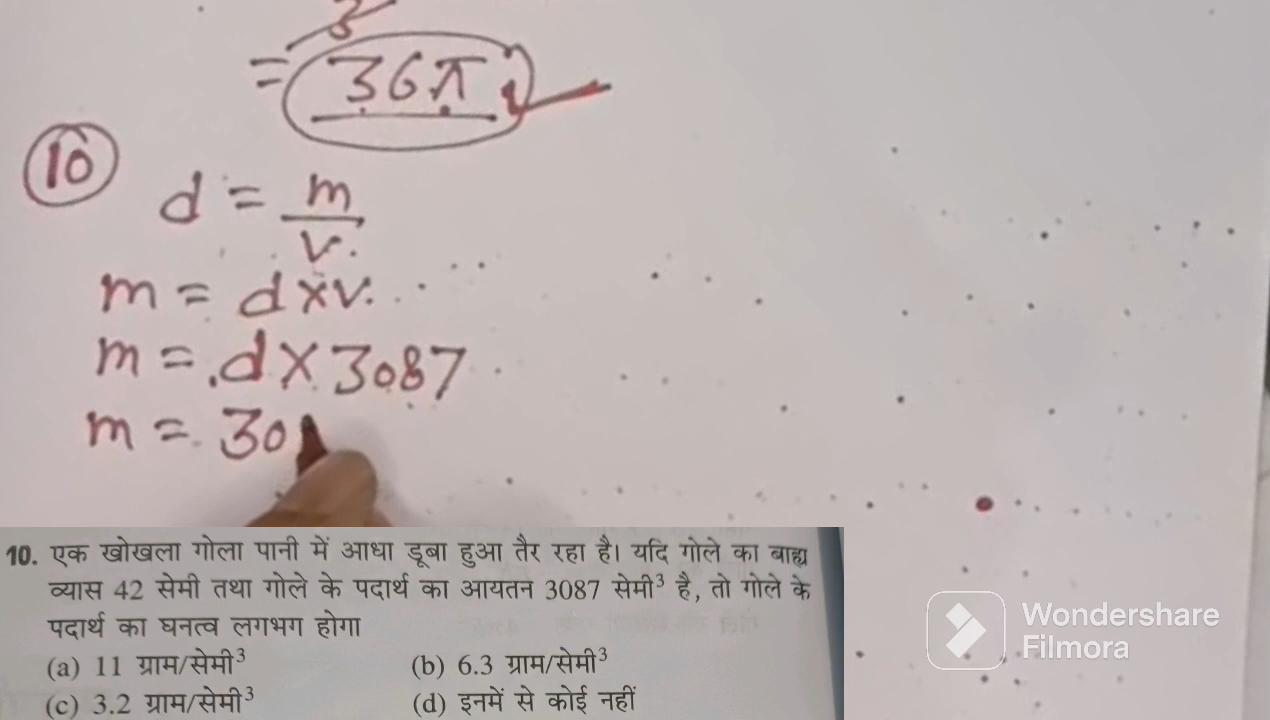 = 36π
10
d = m
v.
m = d×v.
m = d × 3087
m = 30
10. एक खोखला गोला पानी में आधा डूबा हुआ तैर रहा है। यदि गोले का बाह्य
व्यास 42 सेमी तथा गोले के पदार्थ का आयतन 3087 सेमी³ है, तो गोले के
पदार्थ का घनत्व लगभग होगा
(a) 11 ग्राम/सेमी³ (b) 6.3 ग्राम/सेमी³
(c) 3.2 ग्राम/सेमी³ (d) इनमें से कोई नहीं
Wondershare
Filmora